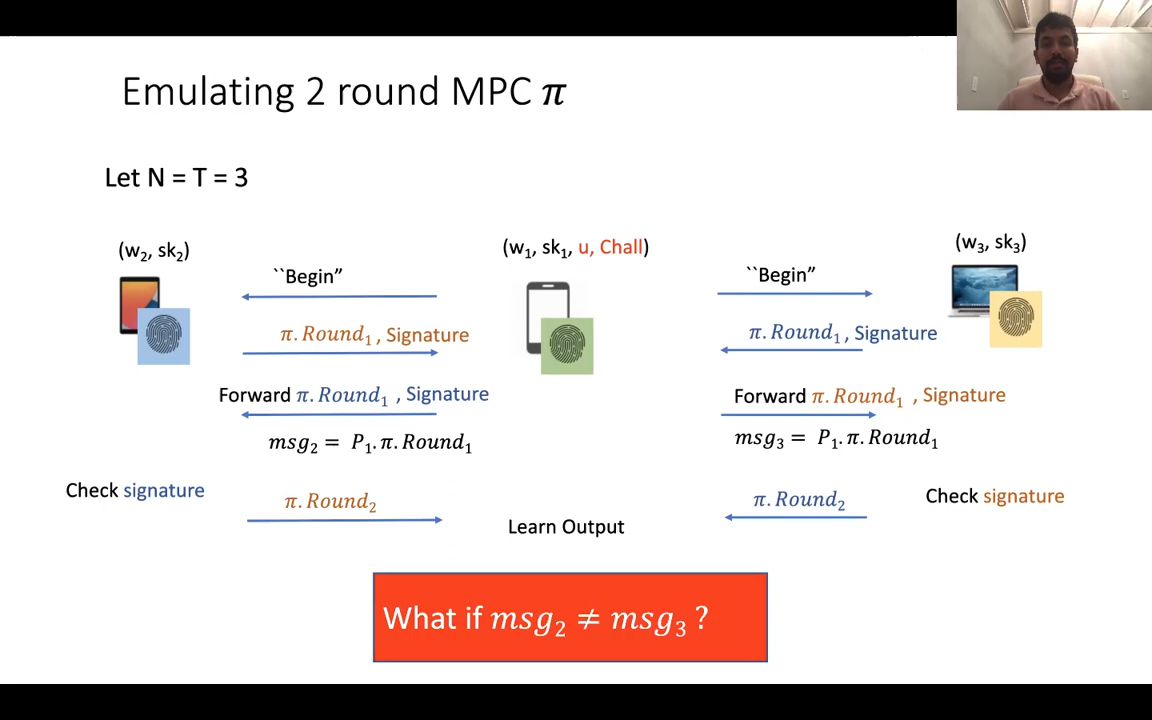 Emulating 2 round MPC π
Let N = T = 3
(w₂, sk₂)
(w₁, sk₁, u, Chall)
(w₃, sk₃)
``Begin”
``Begin”
π.Round₁ , Signature
π.Round₁, Signature
Forward π.Round₁ , Signature
Forward π.Round₁ , Signature
msg₂ = P₁.π.Round₁
msg₃ = P₁.π.Round₁
Check signature
π.Round₂
π.Round₂
Check signature
Learn Output
What if msg₂ ≠ msg₃ ?